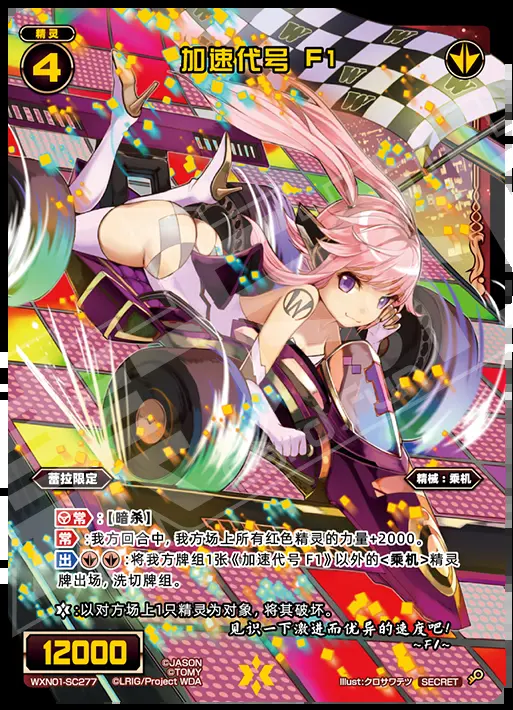 精灵
4
加速代号 F1
W
蕾拉限定
精械：乘机
常：[暗杀]
常：我方回合中，我方场上所有红色精灵的力量+2000。
出：将我方牌组1张《加速代号 F1》以外的<乘机>精灵
牌出场，洗切牌组。
：以对方场上1只精灵为对象，将其破坏。
见识一下激进而优异的速度吧！
~F1~
12000
©JASON
©TOMY
WXN01-SC277 ©LRIG/Project WDA
Illust:クロサワテツ SECRET